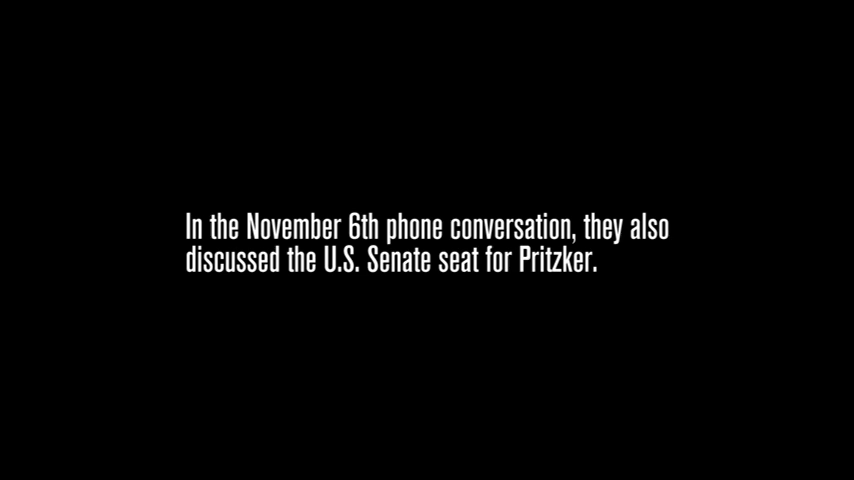 In the November 6th phone conversation, they also
discussed the U.S. Senate seat for Pritzker.